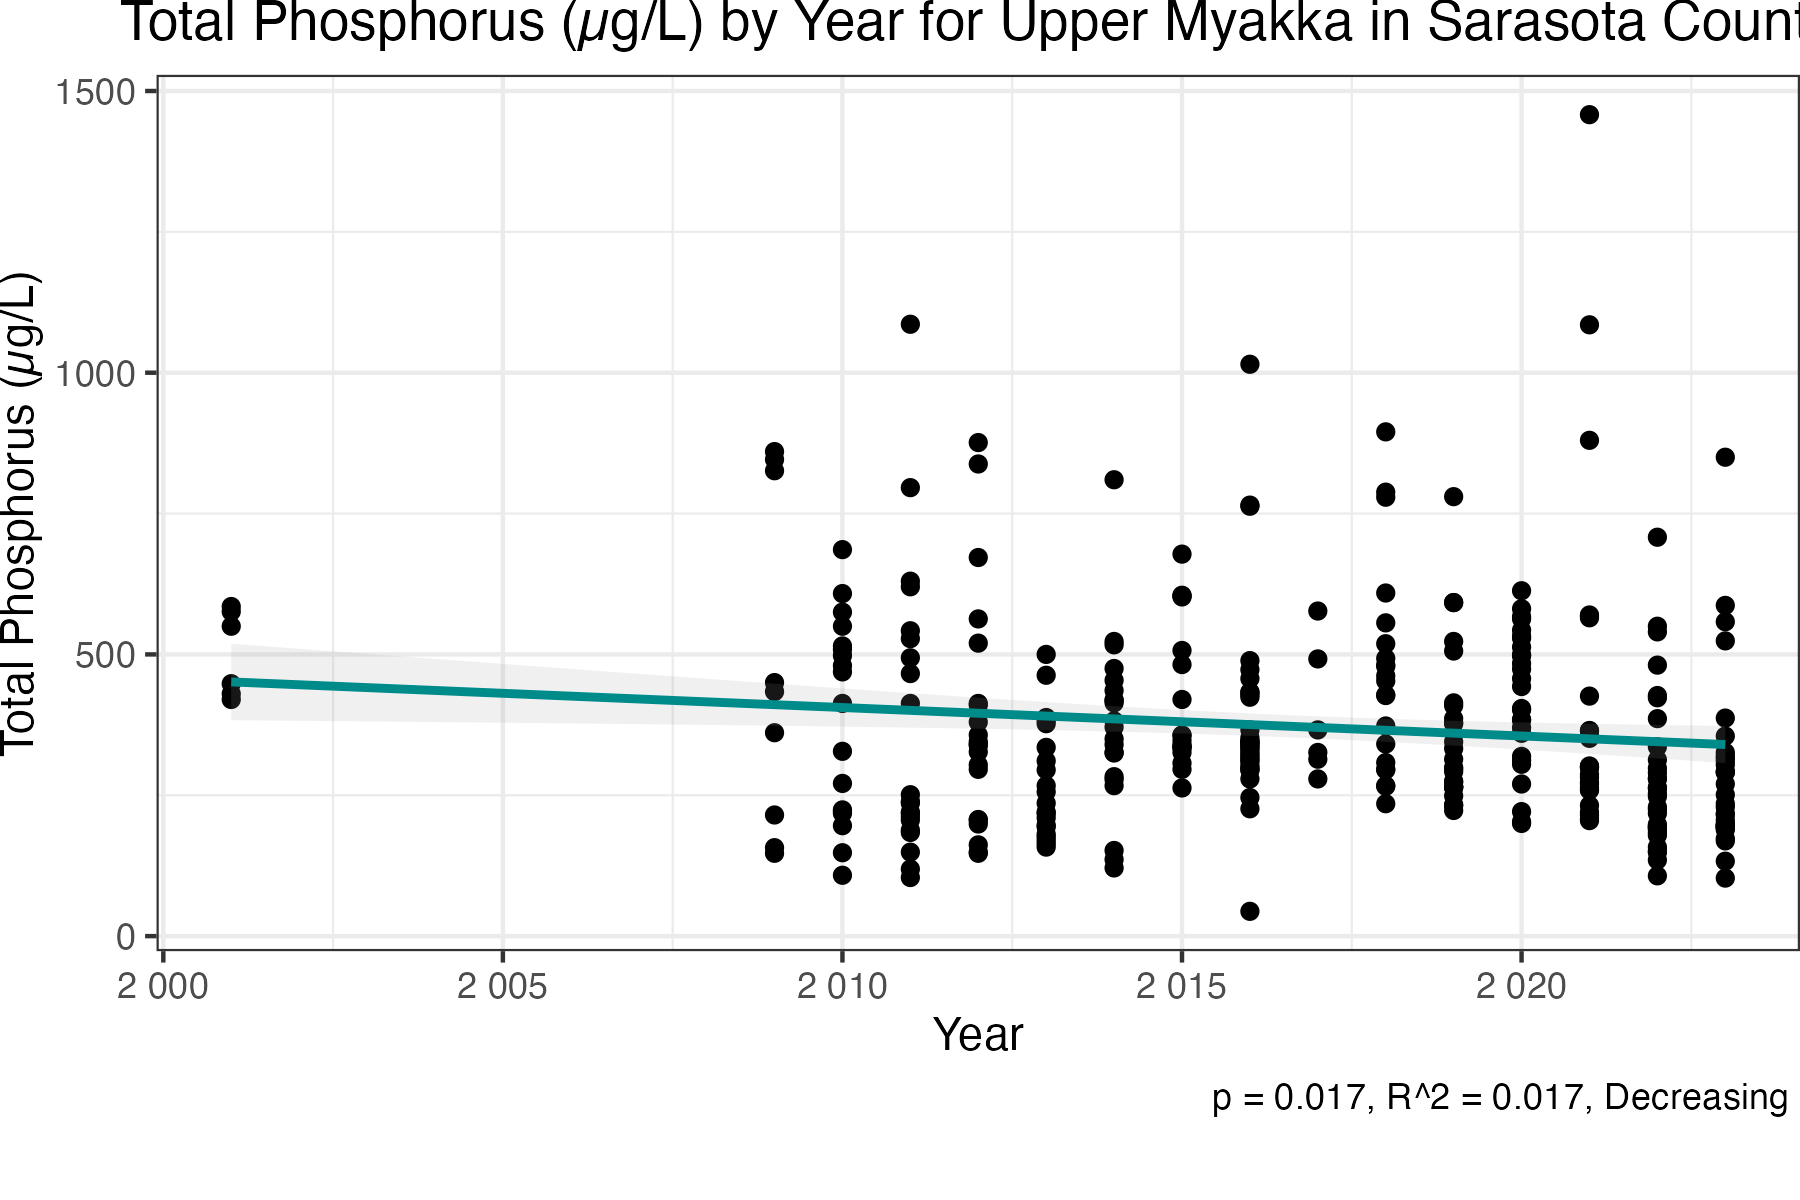 Total Phosphorus (µg/L) by Year for Upper Myakka in Sarasota Count
Total Phosphorus (µg/L)
1500
1000
500
0
2 000 2 005 2 010 2 015 2 020
Year
p = 0.017, R^2 = 0.017, Decreasing